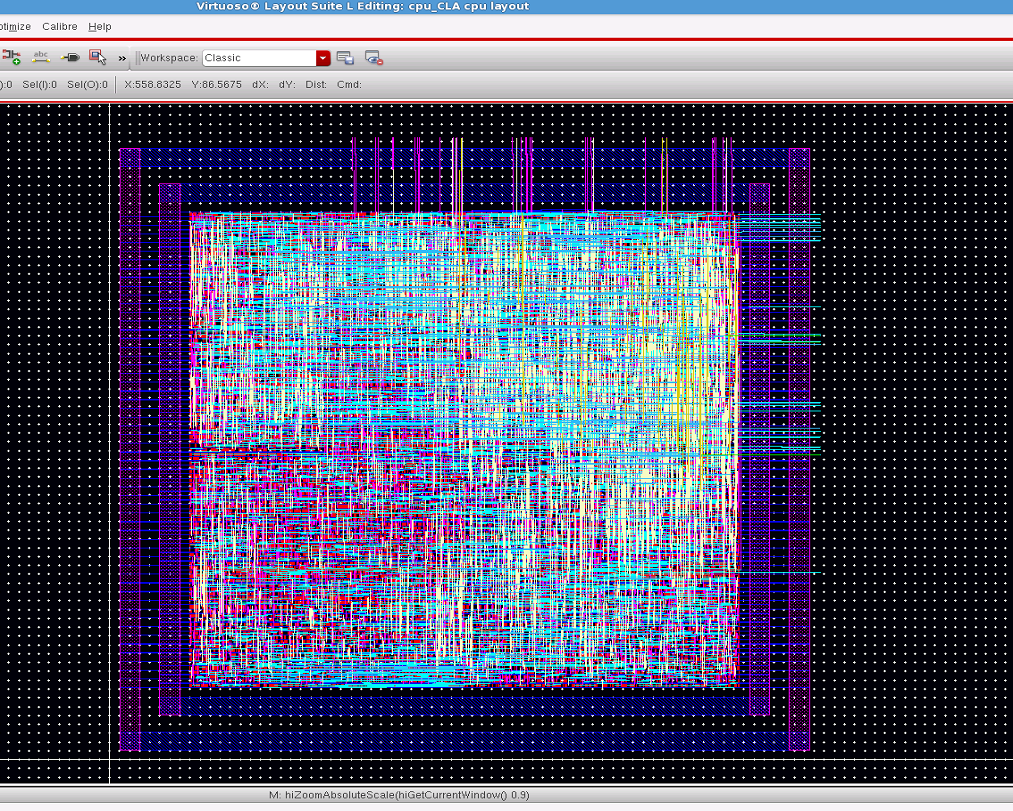 Virtuoso® Layout Suite L Editing: cpu_CLA cpu layout
ptimize Calibre Help
abc
» Workspace: Classic
):0 Sel(I):0 Sel(O):0 X:558.8325 Y:86.5675 dX: dY: Dist: Cmd:
M: hiZoomAbsoluteScale(hiGetCurrentWindow() 0.9)